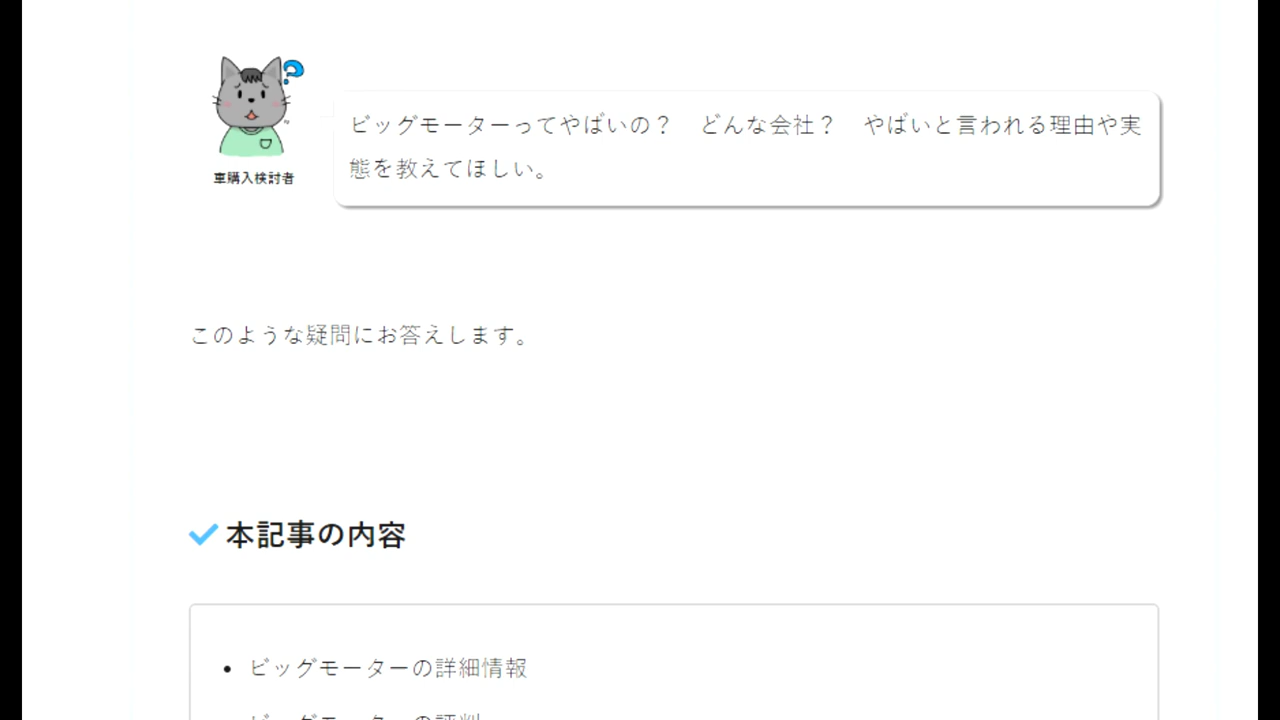 ビッグモーターってやばいの？　どんな会社？　やばいと言われる理由や実
態を教えてほしい。
車購入検討者
このような疑問にお答えします。
本記事の内容
• ビッグモーターの詳細情報